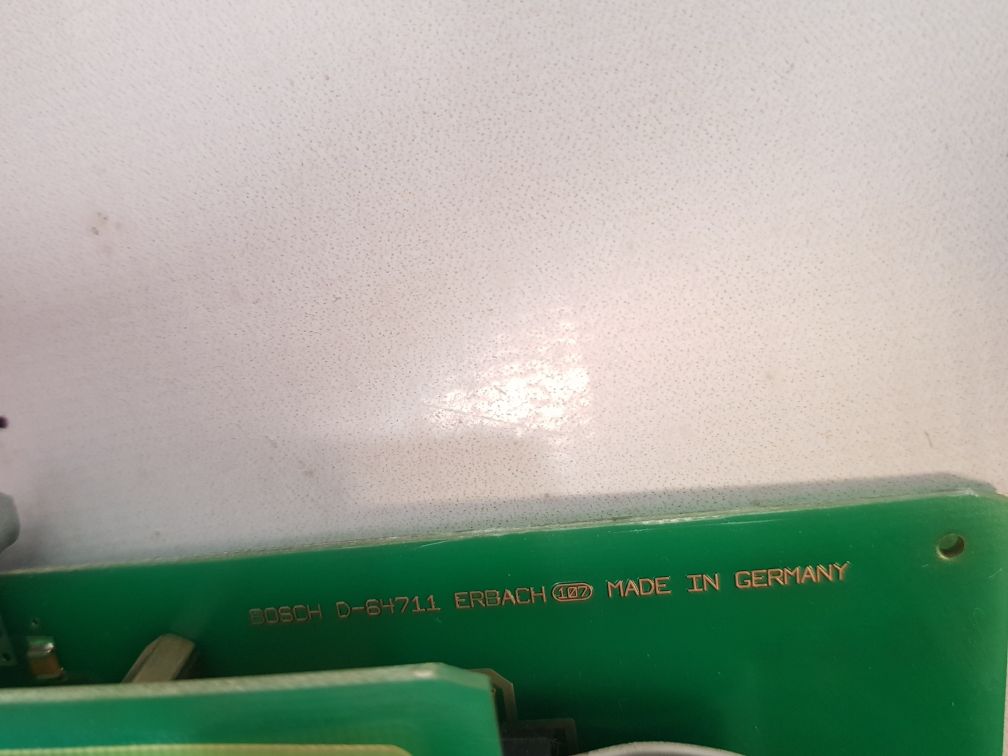 BOSCH D-64711 ERBACH 107 MADE IN GERMANY